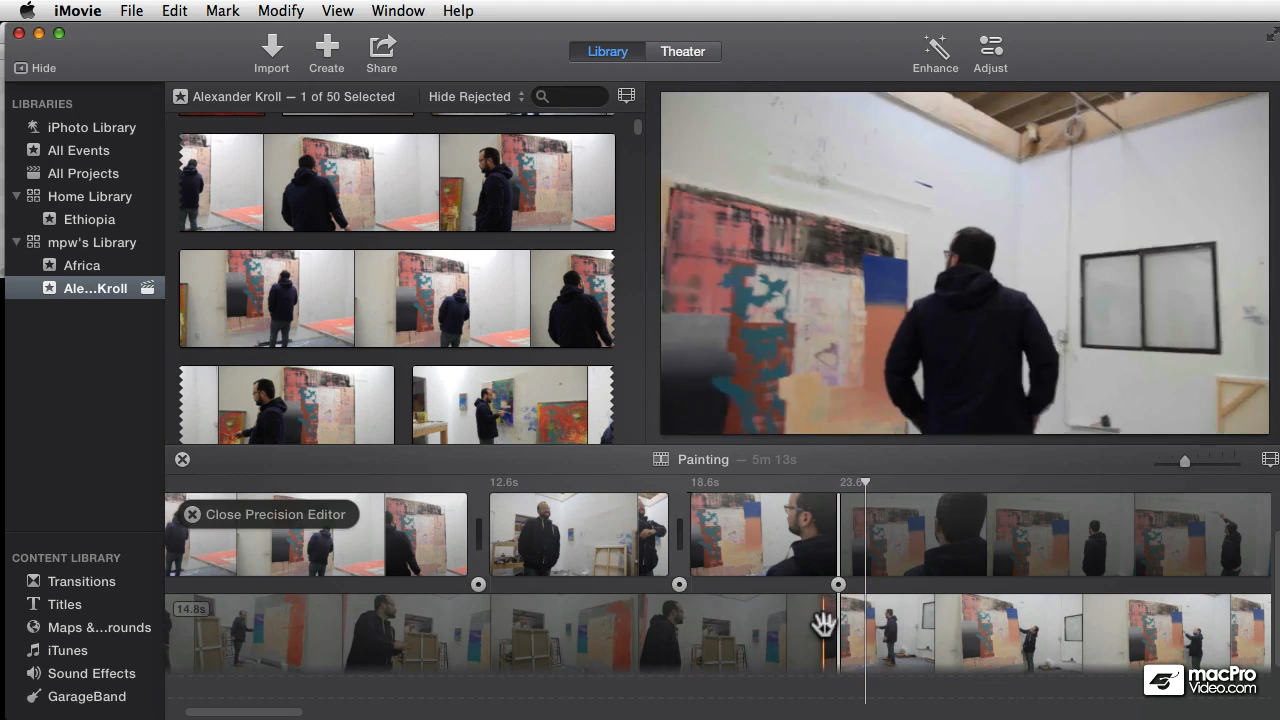 iMovie File Edit Mark Modify View Window Help
Hide
Import Create Share
Library Theater
Enhance Adjust
LIBRARIES
iPhoto Library
All Events
All Projects
Home Library
Ethiopia
mpw's Library
Africa
Ale...Kroll
Alexander Kroll — 1 of 50 Selected Hide Rejected
Painting — 5m 13s
12.6s 18.6s 23.6
Close Precision Editor
14.8s
CONTENT LIBRARY
Transitions
T Titles
Maps &...rounds
iTunes
Sound Effects
GarageBand
macPro
Video.com